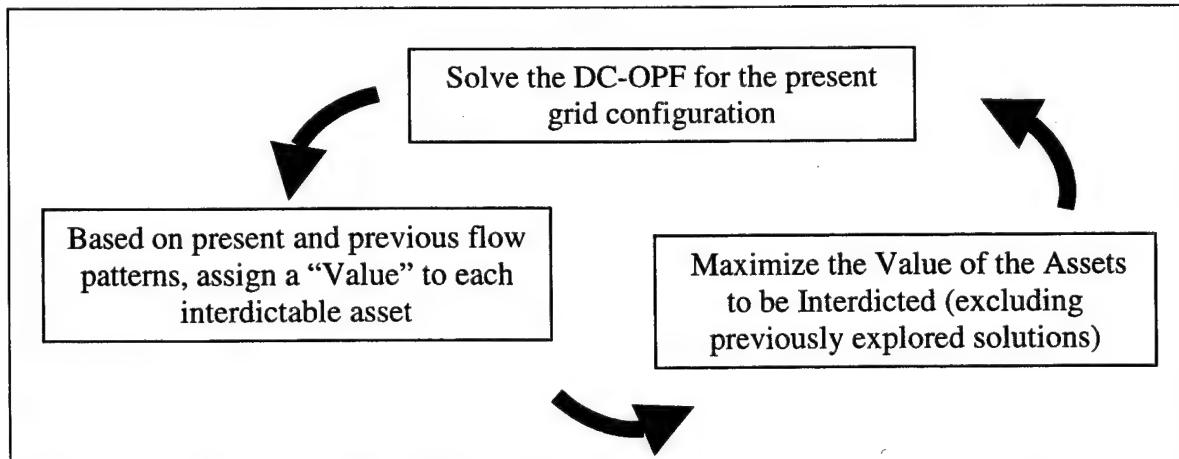 Solve the DC-OPF for the present
grid configuration
Based on present and previous flow
patterns, assign a “Value” to each
interdictable asset
Maximize the Value of the Assets
to be Interdicted (excluding
previously explored solutions)